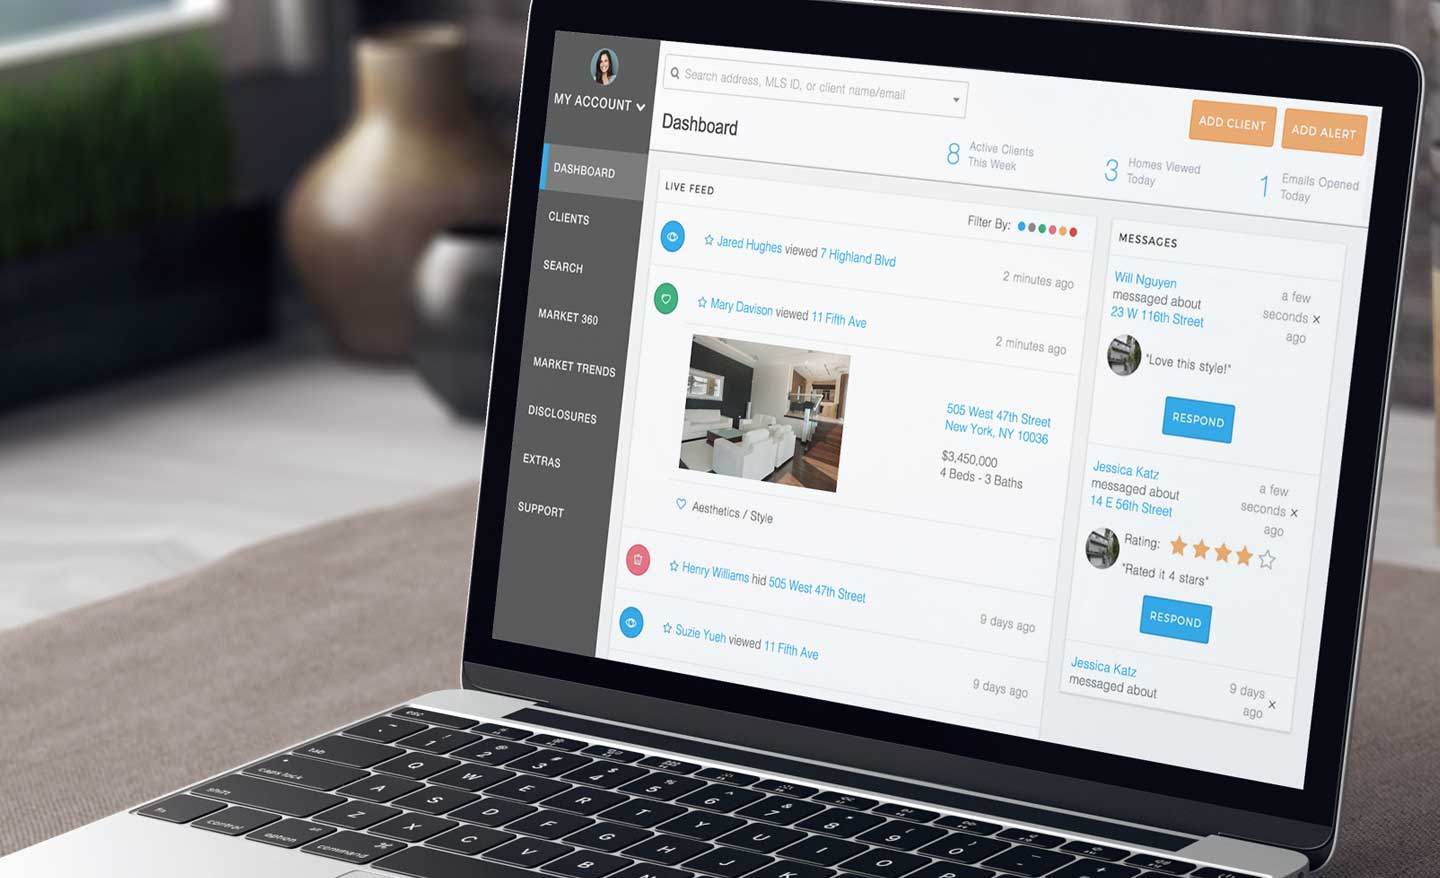 MY ACCOUNT
DASHBOARD
CLIENTS
SEARCH
MARKET 360
MARKET TRENDS
DISCLOSURES
EXTRAS
SUPPORT
Search address, MLS ID, or client name/email
ADD CLIENT
ADD ALERT
Dashboard
8 Active Clients
This Week
3 Homes Viewed
Today
1 Emails Opened
Today
LIVE FEED
Filter By:
Jared Hughes viewed 7 Highland Blvd
2 minutes ago
Mary Davison viewed 11 Fifth Ave
2 minutes ago
505 West 47th Street
New York, NY 10036
$3,450,000
4 Beds - 3 Baths
Aesthetics / Style
Henry Williams hid 505 West 47th Street
9 days ago
Suzie Yueh viewed 11 Fifth Ave
9 days ago
MESSAGES
Will Nguyen
messaged about
23 W 116th Street
a few
seconds
ago
"Love this style!"
RESPOND
Jessica Katz
messaged about
14 E 56th Street
a few
seconds
ago
Rating:
"Rated it 4 stars"
RESPOND
Jessica Katz
messaged about
9 days
ago
esc
~ `
! 1
@ 2
# 3
$ 4
% 5
^ 6
& 7
* 8
( 9
) 0
tab
Q W E R T Y U I O P
caps lock
A S D F G H J K L
shift
Z X C V B N
fn
control
alt
option
⌘
command